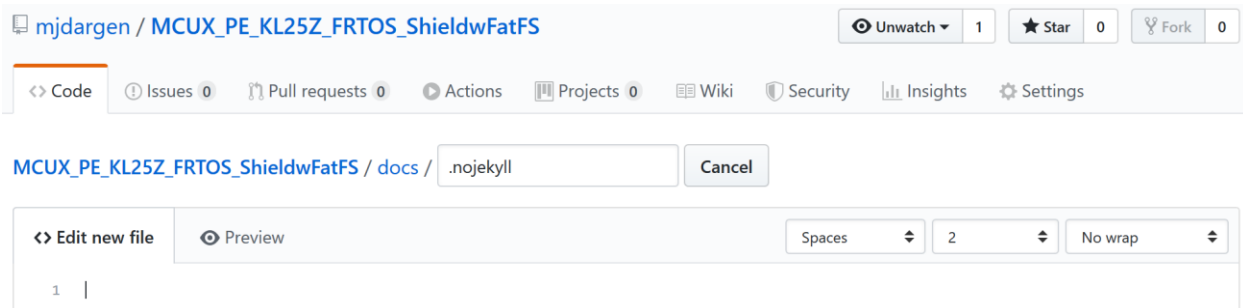 mjdargen / MCUX_PE_KL25Z_FRTOS_ShieldwFatFS Unwatch 1 Star 0 Fork 0
<> Code Issues 0 Pull requests 0 Actions Projects 0 Wiki Security Insights Settings
MCUX_PE_KL25Z_FRTOS_ShieldwFatFS / docs / .nojekyll Cancel
<> Edit new file Preview Spaces 2 No wrap
1